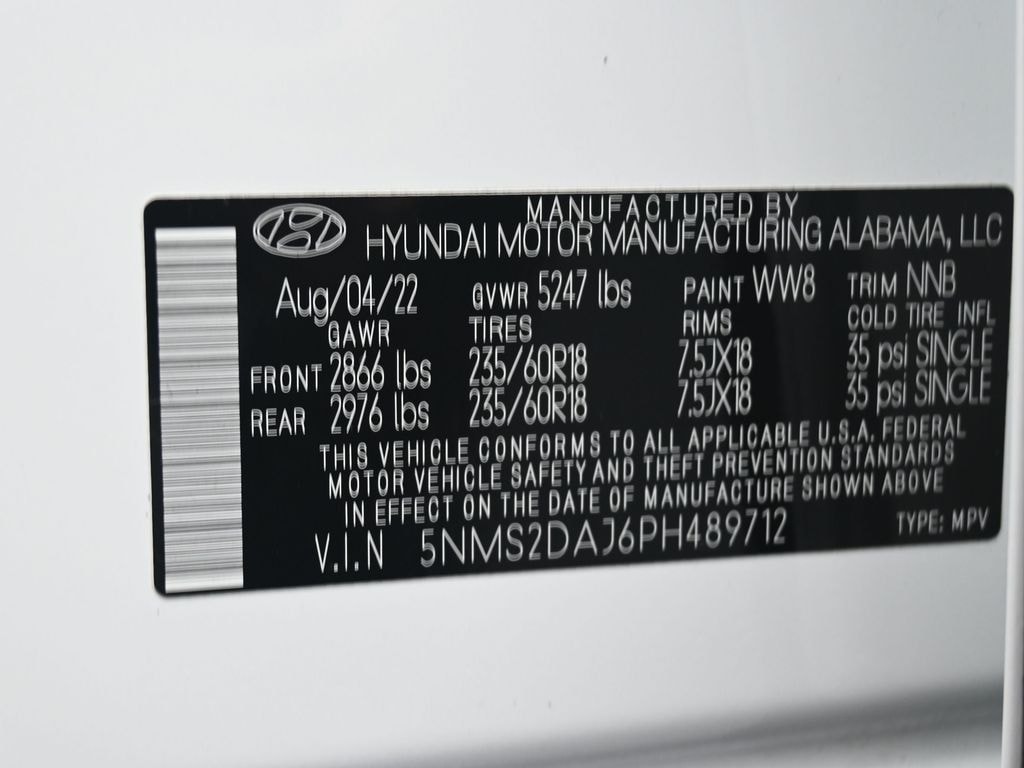 MANUFACTURED BY
HYUNDAI MOTOR MANUFACTURING ALABAMA, LLC
Aug/04/22 GVWR 5247 lbs PAINT WW8 TRIM NNB
GAWR TIRES RIMS COLD TIRE INFL
FRONT 2866 lbs 235/60R18 7.5JX18 35 psi SINGLE
REAR 2976 lbs 235/60R18 7.5JX18 35 psi SINGLE
THIS VEHICLE CONFORMS TO ALL APPLICABLE U.S.A. FEDERAL
MOTOR VEHICLE SAFETY AND THEFT PREVENTION STANDARDS
IN EFFECT ON THE DATE OF MANUFACTURE SHOWN ABOVE
V.I.N 5NMS2DAJ6PH489712 TYPE: MPV